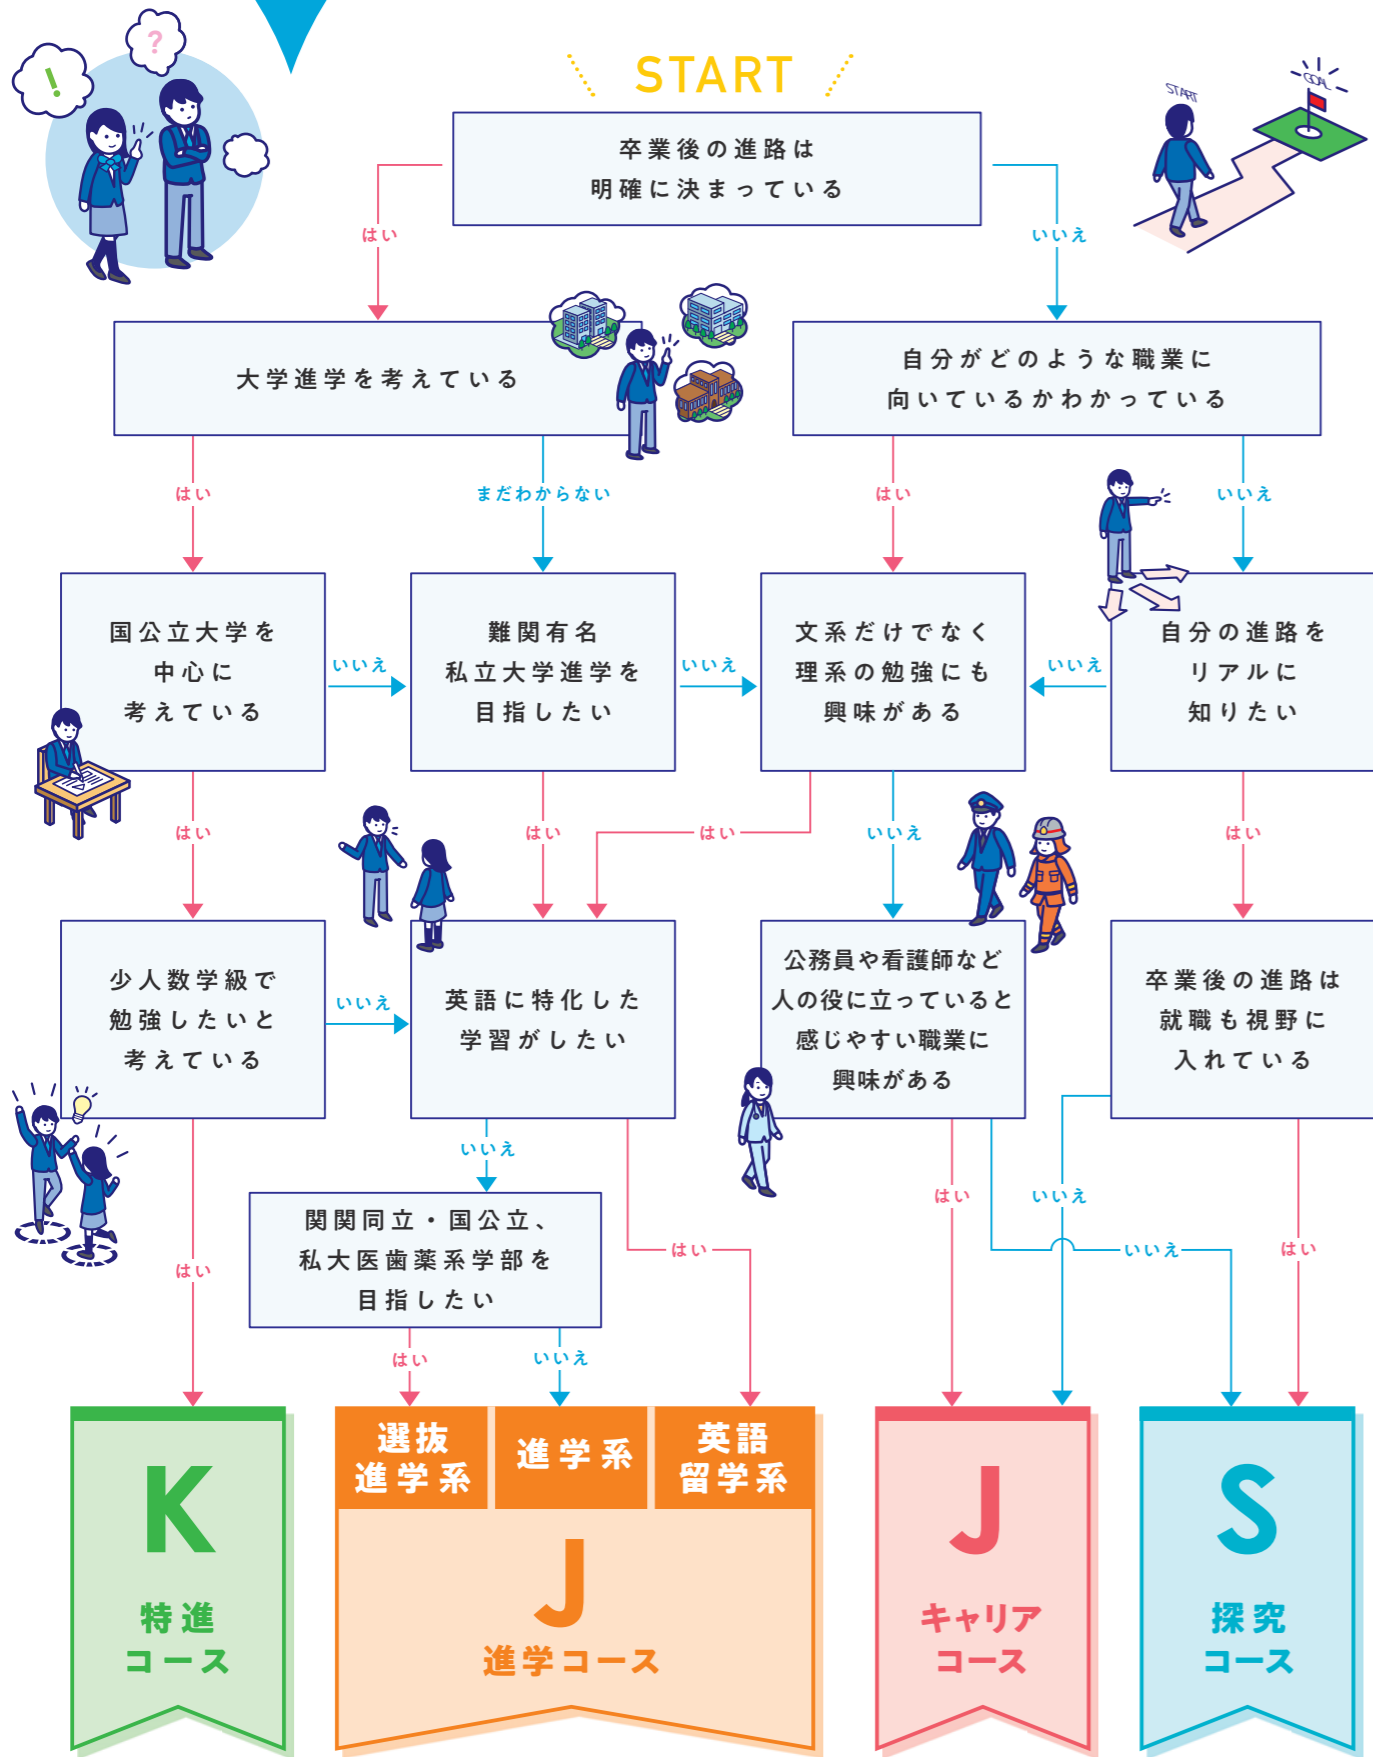 !
?
START
START
GOAL
卒業後の進路は
明確に決まっている
はい
いいえ
大学進学を考えている
自分がどのような職業に
向いているかわかっている
はい
まだわからない
はい
いいえ
国公立大学を
中心に
考えている
いいえ
難関有名
私立大学進学を
目指したい
いいえ
文系だけでなく
理系の勉強にも
興味がある
いいえ
自分の進路を
リアルに
知りたい
はい
はい
はい
いいえ
はい
少人数学級で
勉強したいと
考えている
いいえ
英語に特化した
学習がしたい
公務員や看護師など
人の役に立っていると
感じやすい職業に
興味がある
卒業後の進路は
就職も視野に
入れている
いいえ
はい
いいえ
関関同立・国公立、
私大医歯薬系学部を
目指したい
はい
はい
いいえ
はい
はい
いいえ
選抜
進学系
進学系
英語
留学系
K
特進
コース
J
進学コース
J
キャリア
コース
S
探究
コース